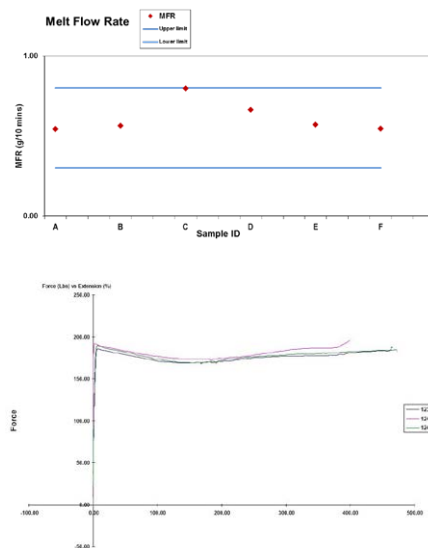 Melt Flow Rate
MFR
Upper limit
Lower limit
1.00
MFR (g/10 mins)
0.00
A B C D E F
Sample ID
Force (Lbs) vs Extension (%)
250.00
200.00
150.00
100.00
50.00
Force
-100.00 0.00 100.00 200.00 300.00 400.00 500.00
-50.00